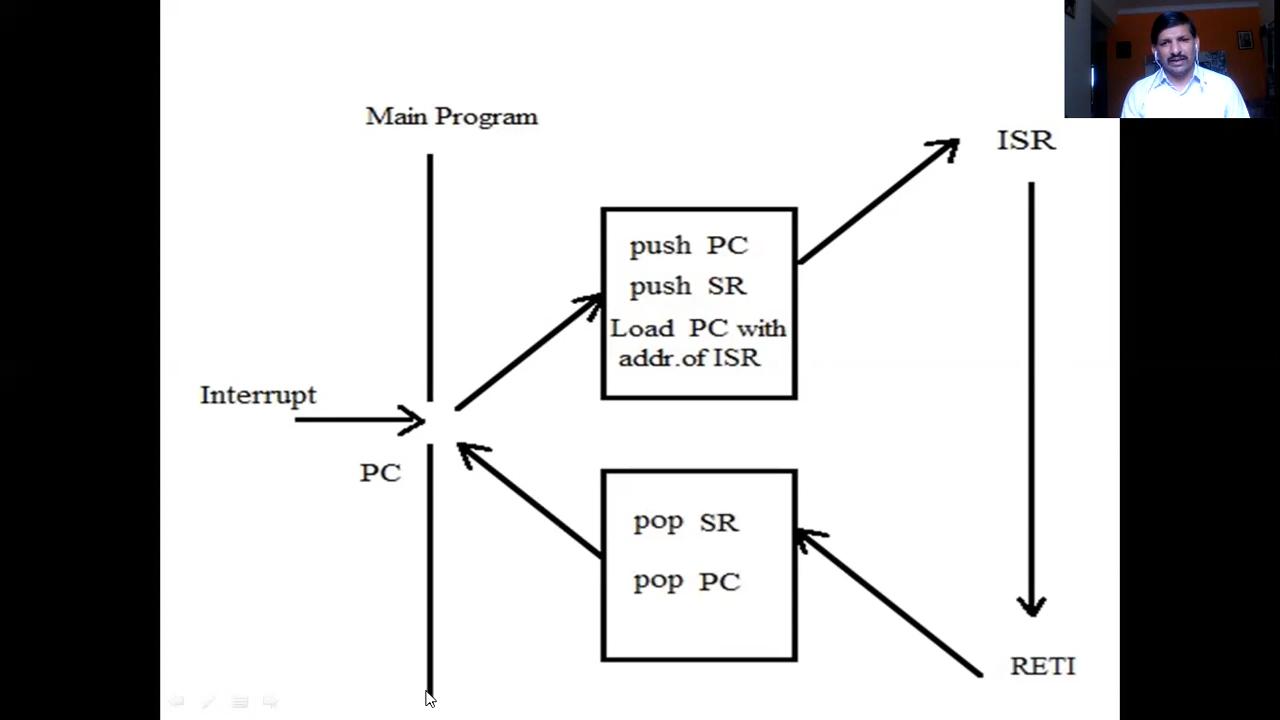 Main Program
ISR
push PC
push SR
Load PC with
addr.of ISR
Interrupt
PC
pop SR
pop PC
RETI